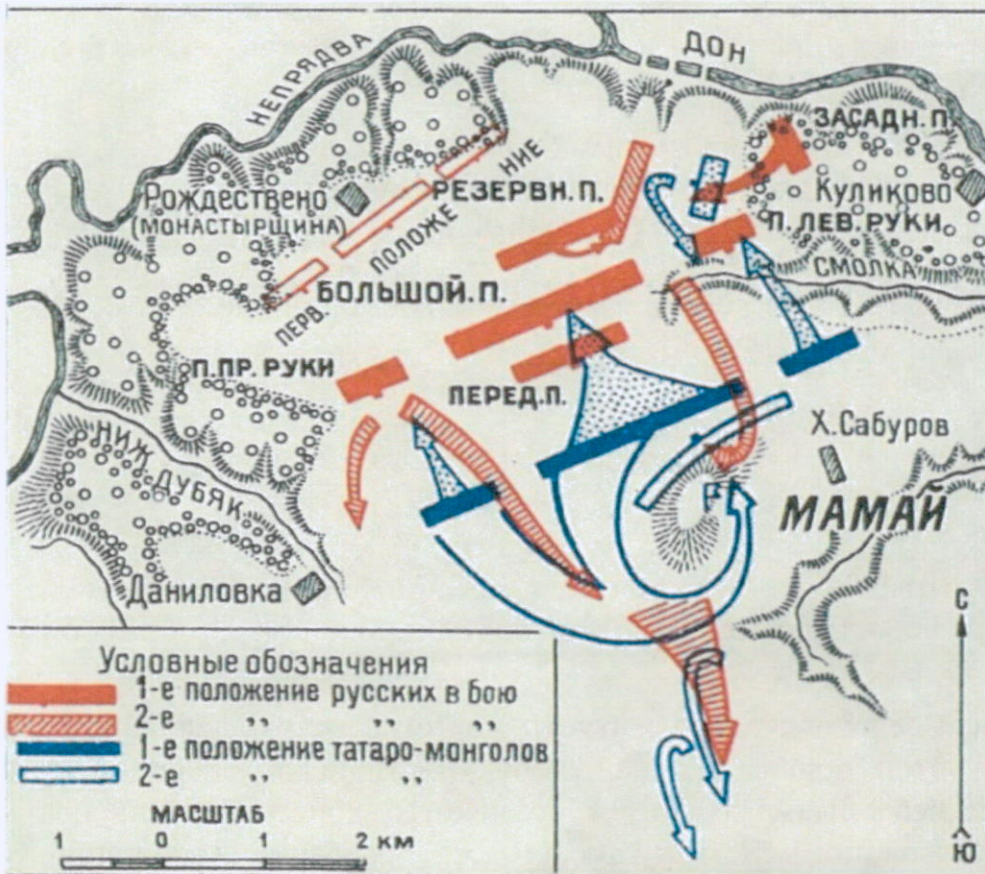 НЕПРЯДВА
ДОН
ЗАСАДН. П.
РЕЗЕРВН. П.
Рождествено
(МОНАСТЫРЩИНА)
Куликово
П. ЛЕВ. РУКИ
СМОЛКА
ПЕРВ. ПОЛОЖЕ НИЕ
БОЛЬШОЙ. П.
П. ПР. РУКИ
ПЕРЕД. П.
Х. Сабуров
НИЖ. ДУБЯК
МАМАЙ
Даниловка
С
Ю
Условные обозначения
1-е положение русских в бою
2-е ,, ,, ,,
1-е положение татаро-монголов
2-е ,, ,,
МАСШТАБ
1 0 1 2 км